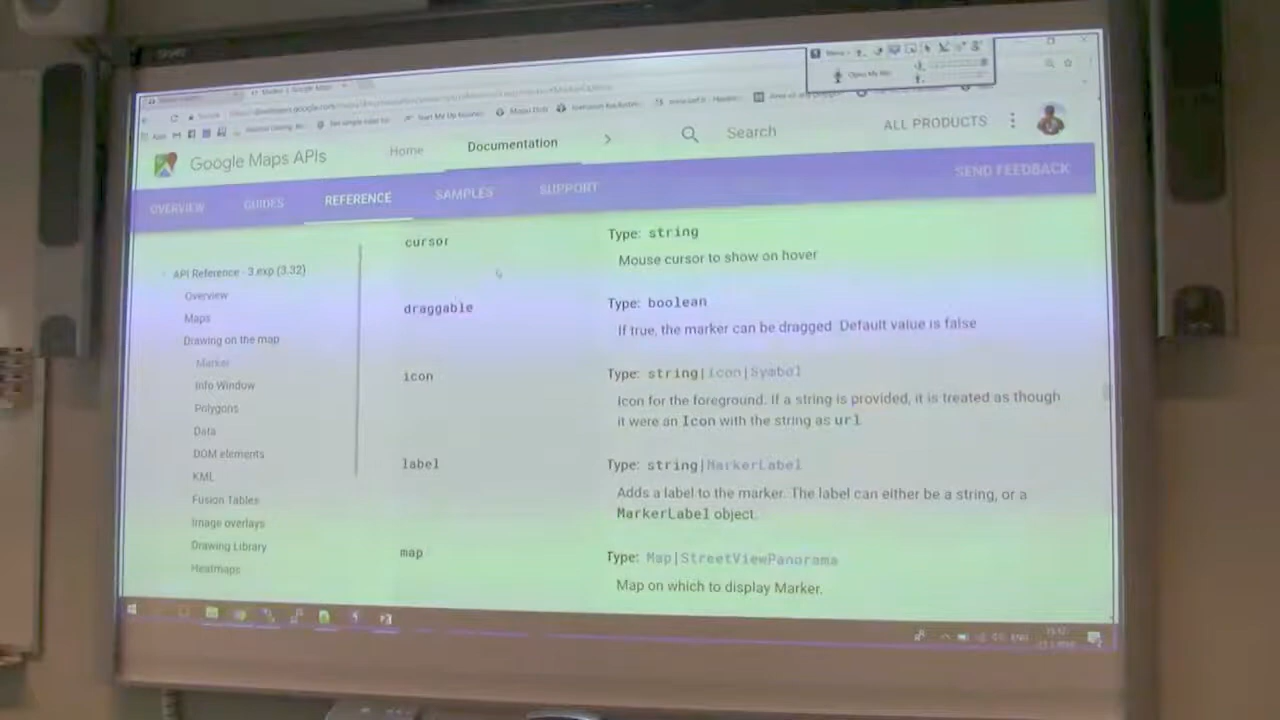 Google Maps APIs
Home
Documentation
Search
ALL PRODUCTS
OVERVIEW
GUIDES
REFERENCE
SAMPLES
SUPPORT
SEND FEEDBACK
API Reference - 3.exp (3.32)
Overview
Maps
Drawing on the map
Marker
Info Window
Polygons
Data
DOM elements
KML
Fusion Tables
Image overlays
Drawing Library
Heatmaps
cursor
Type: string
Mouse cursor to show on hover
draggable
Type: boolean
If true, the marker can be dragged. Default value is false
icon
Type: string|Icon|Symbol
Icon for the foreground. If a string is provided, it is treated as though
it were an Icon with the string as url
label
Type: string|MarkerLabel
Adds a label to the marker. The label can either be a string, or a
MarkerLabel object.
map
Type: Map|StreetViewPanorama
Map on which to display Marker.